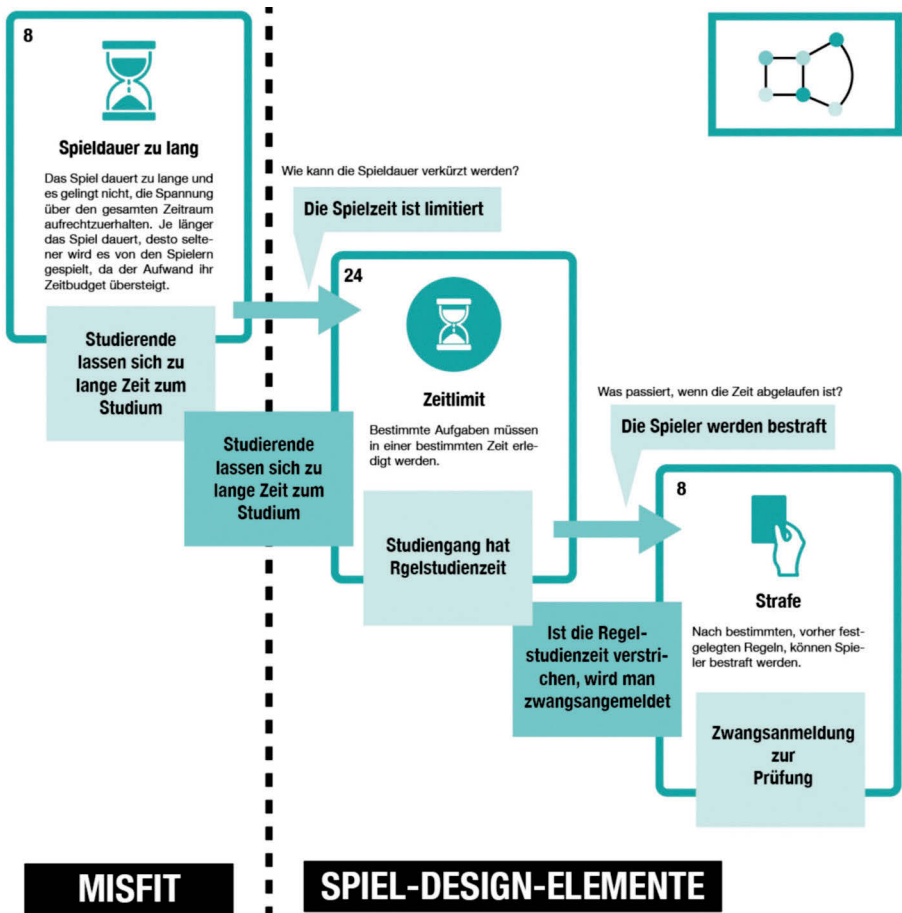 8
Spieldauer zu lang
Das Spiel dauert zu lange und
es gelingt nicht, die Spannung
über den gesamten Zeitraum
aufrechtzuerhalten. Je länger
das Spiel dauert, desto selte-
ner wird es von den Spielern
gespielt, da der Aufwand ihr
Zeitbudget übersteigt.
Studierende
lassen sich zu
lange Zeit zum
Studium
Wie kann die Spieldauer verkürzt werden?
Die Spielzeit ist limitiert
Studierende
lassen sich zu
lange Zeit zum
Studium
24
Zeitlimit
Bestimmte Aufgaben müssen
in einer bestimmten Zeit erle-
digt werden.
Studiengang hat
Rgelstudienzeit
Was passiert, wenn die Zeit abgelaufen ist?
Die Spieler werden bestraft
Ist die Regel-
studienzeit verstri-
chen, wird man
zwangsangemeldet
8
Strafe
Nach bestimmten, vorher fest-
gelegten Regeln, können Spie-
ler bestraft werden.
Zwangsanmeldung
zur
Prüfung
MISFIT
SPIEL-DESIGN-ELEMENTE